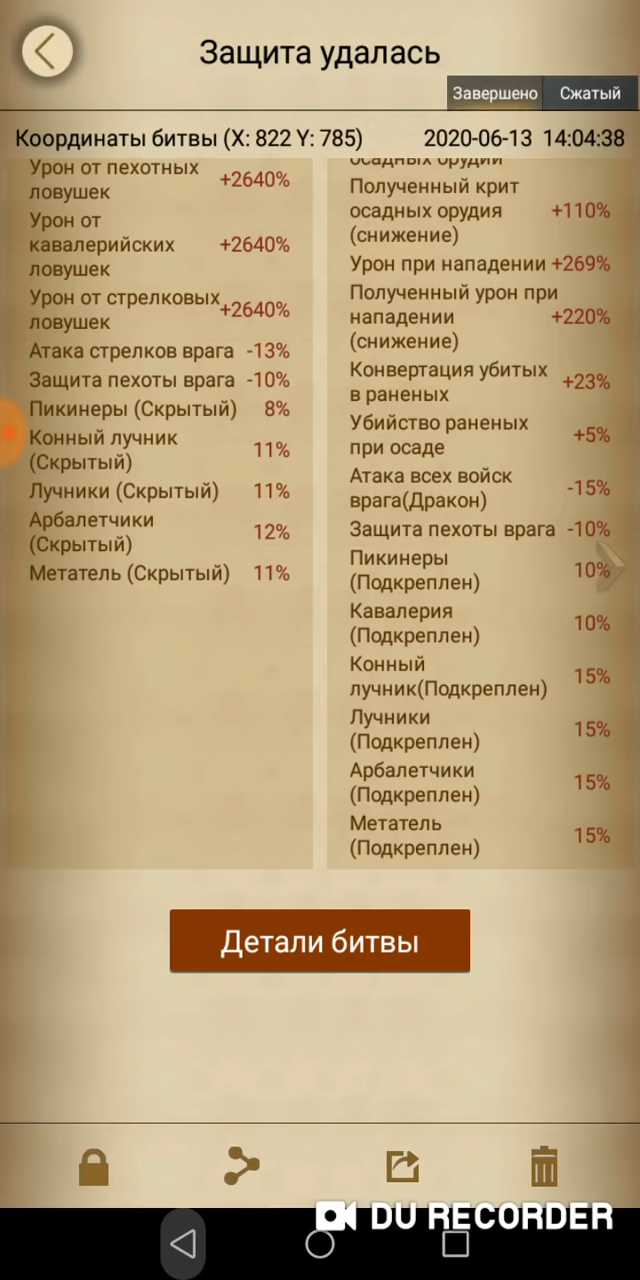 Защита удалась
Завершено Сжатый
Координаты битвы (X: 822 Y: 785) 2020-06-13 14:04:38
Урон от пехотных
ловушек +2640%
Урон от
кавалерийских
ловушек +2640%
Урон от стрелковых
ловушек +2640%
Атака стрелков врага -13%
Защита пехоты врага -10%
Пикинеры (Скрытый) 8%
Конный лучник
(Скрытый) 11%
Лучники (Скрытый) 11%
Арбалетчики
(Скрытый) 12%
Метатель (Скрытый) 11%
осадных орудий
Полученный крит
осадных орудия
(снижение) +110%
Урон при нападении +269%
Полученный урон при
нападении
(снижение) +220%
Конвертация убитых
в раненых +23%
Убийство раненых
при осаде +5%
Атака всех войск
врага(Дракон) -15%
Защита пехоты врага -10%
Пикинеры
(Подкреплен) 10%
Кавалерия
(Подкреплен) 10%
Конный
лучник(Подкреплен) 15%
Лучники
(Подкреплен) 15%
Арбалетчики
(Подкреплен) 15%
Метатель
(Подкреплен) 15%
Детали битвы
DU RECORDER